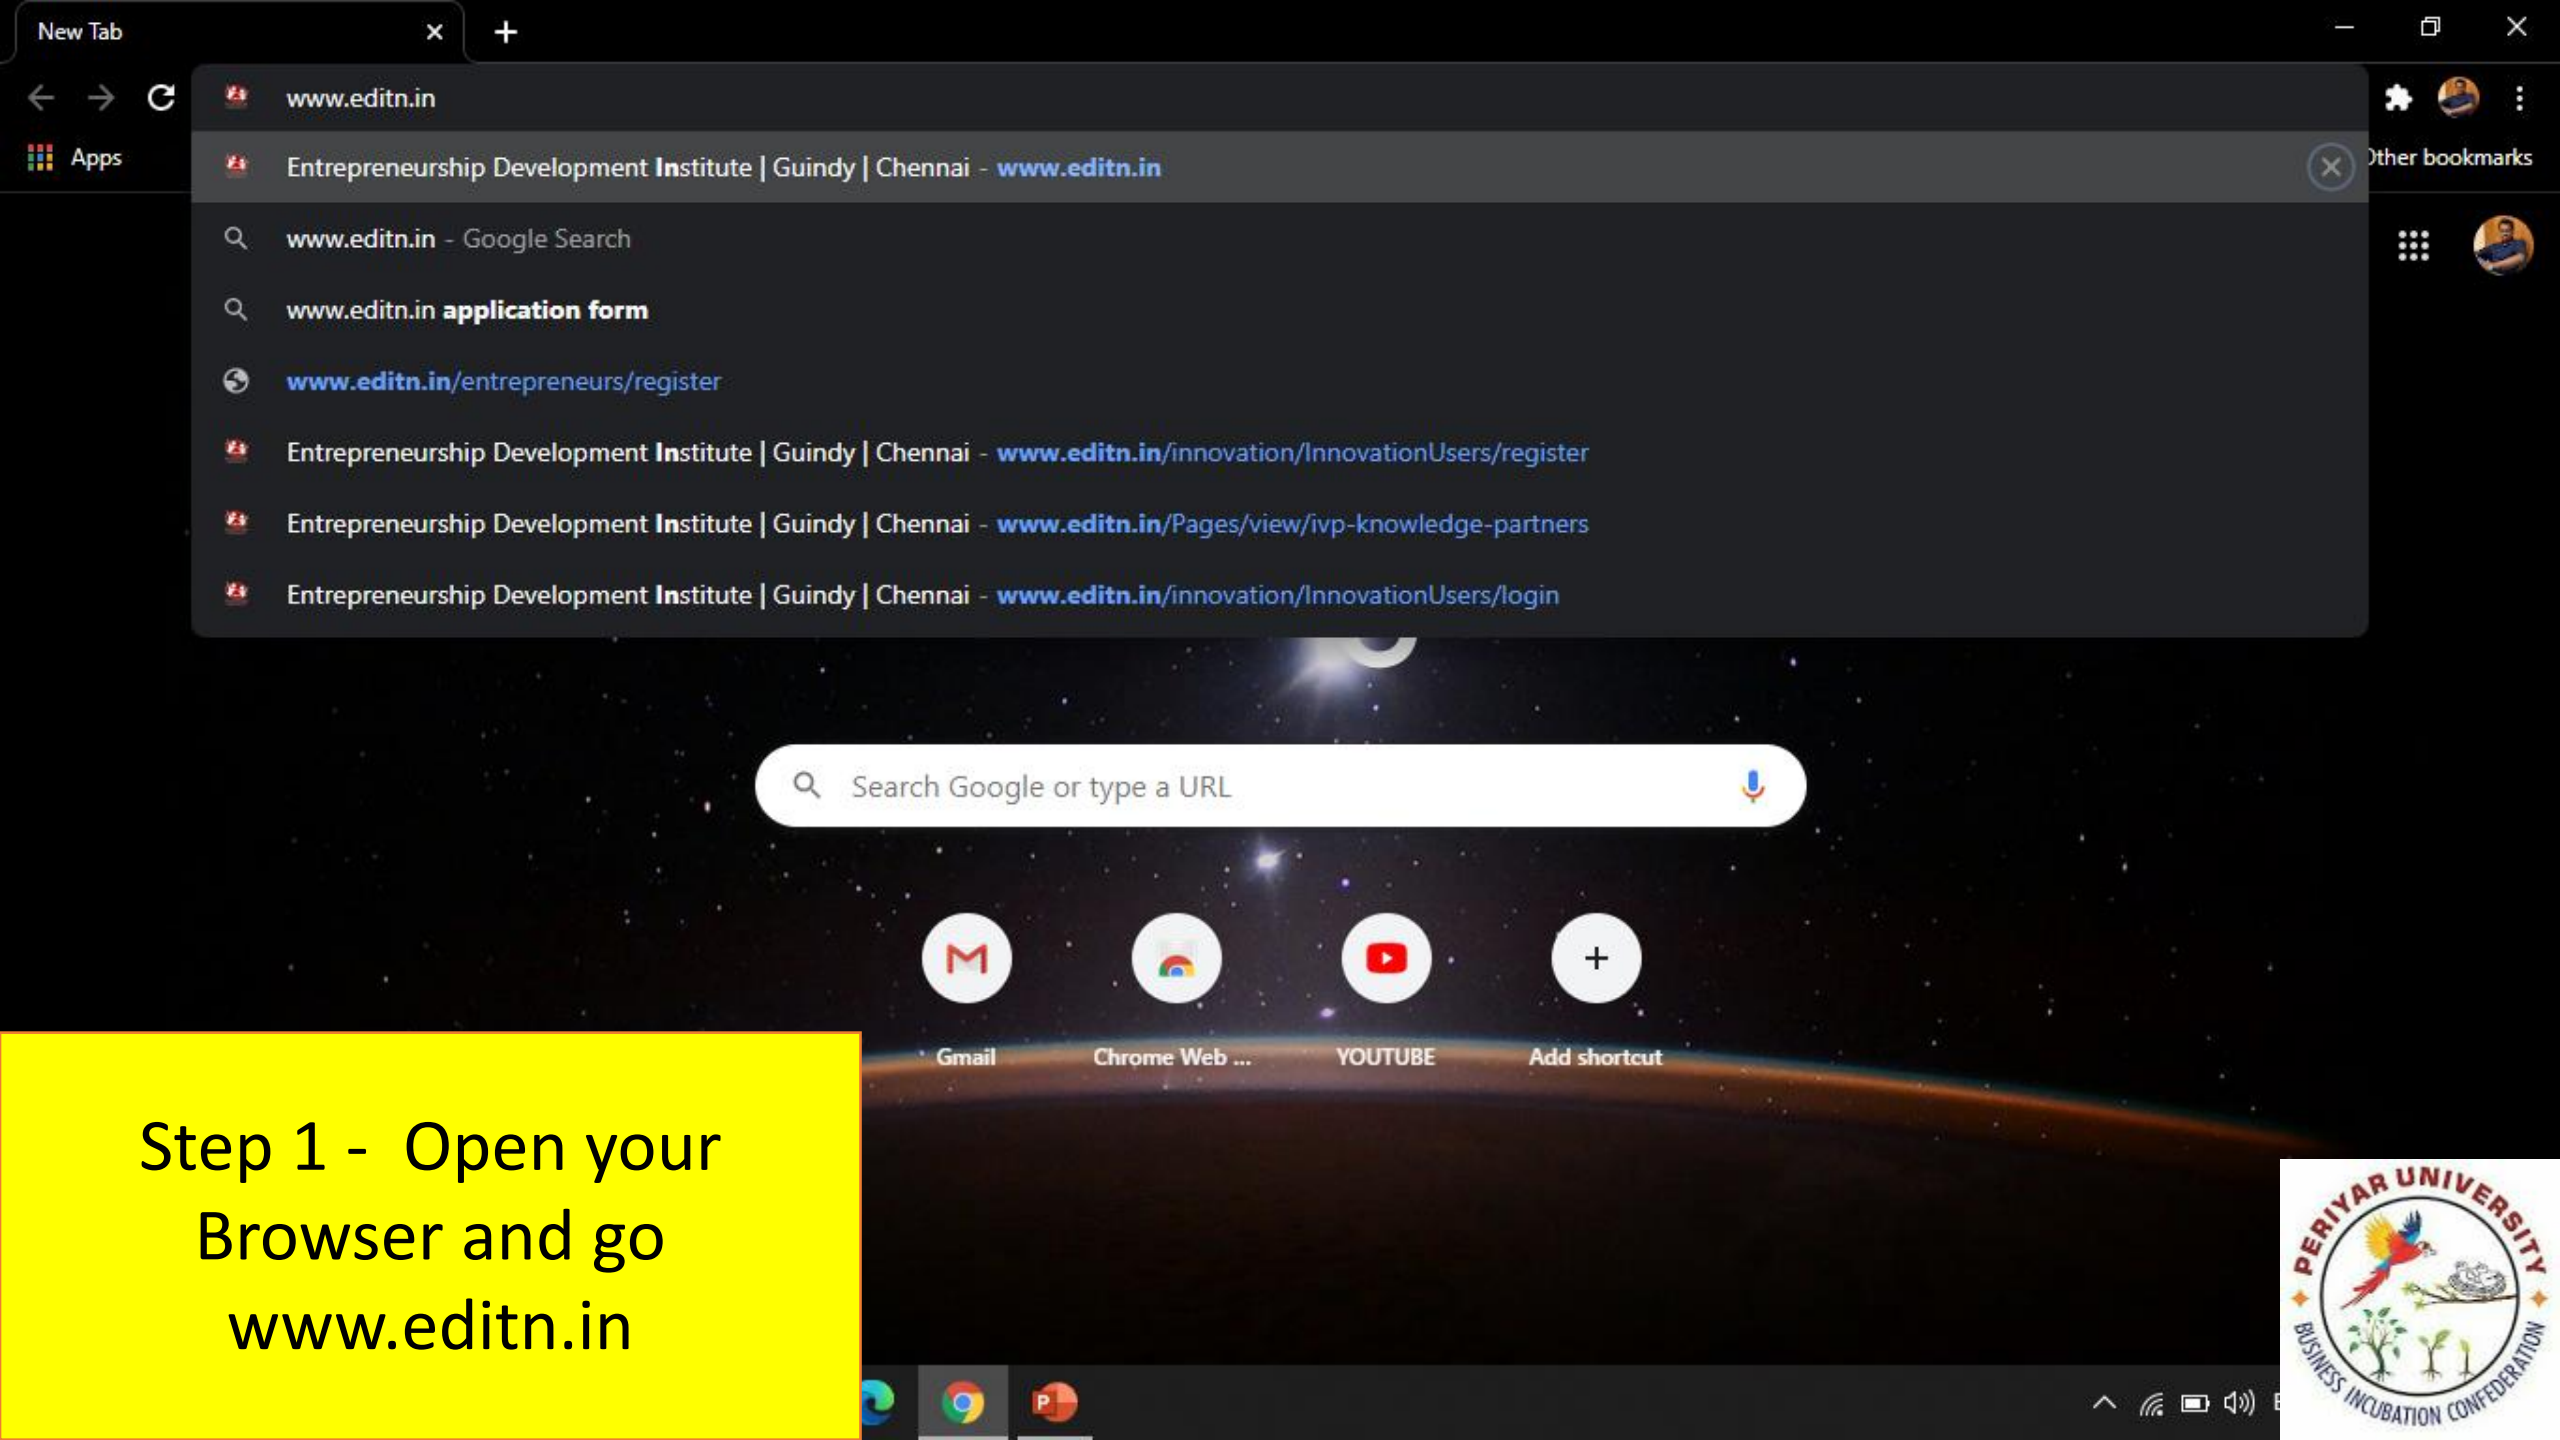 New Tab
www.editn.in
Entrepreneurship Development Institute | Guindy | Chennai - www.editn.in
Apps
Other bookmarks
www.editn.in - Google Search
www.editn.in application form
www.editn.in/entrepreneurs/register
Entrepreneurship Development Institute | Guindy | Chennai - www.editn.in/innovation/InnovationUsers/register
Entrepreneurship Development Institute | Guindy | Chennai - www.editn.in/Pages/view/ivp-knowledge-partners
Entrepreneurship Development Institute | Guindy | Chennai - www.editn.in/innovation/InnovationUsers/login
Search Google or type a URL
Gmail
Chrome Web ...
YOUTUBE
Add shortcut
Step 1 -  Open your
Browser and go
www.editn.in
PERIYAR UNIVERSITY
BUSINESS INCUBATION CONFEDERATION